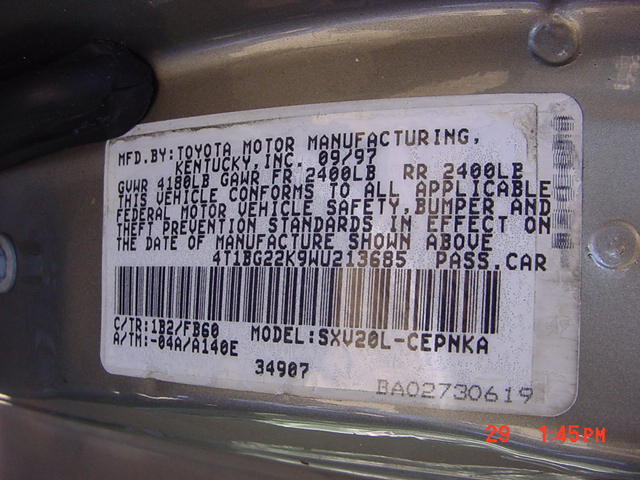 MFD.BY:TOYOTA MOTOR MANUFACTURING,
KENTUCKY,INC. 09/97
GVWR 4180LB GAWR FR 2400LB RR 2400LB
THIS VEHICLE CONFORMS TO ALL APPLICABLE
FEDERAL MOTOR VEHICLE SAFETY,BUMPER AND
THEFT PREVENTION STANDARDS IN EFFECT ON
THE DATE OF MANUFACTURE SHOWN ABOVE
4T1BG22K9WU213685 PASS.CAR
C/TR:1B2/FB60 MODEL:SXV20L-CEPNKA
A/TM:-04A/A140E
34907
BA02730619
29 1:45PM